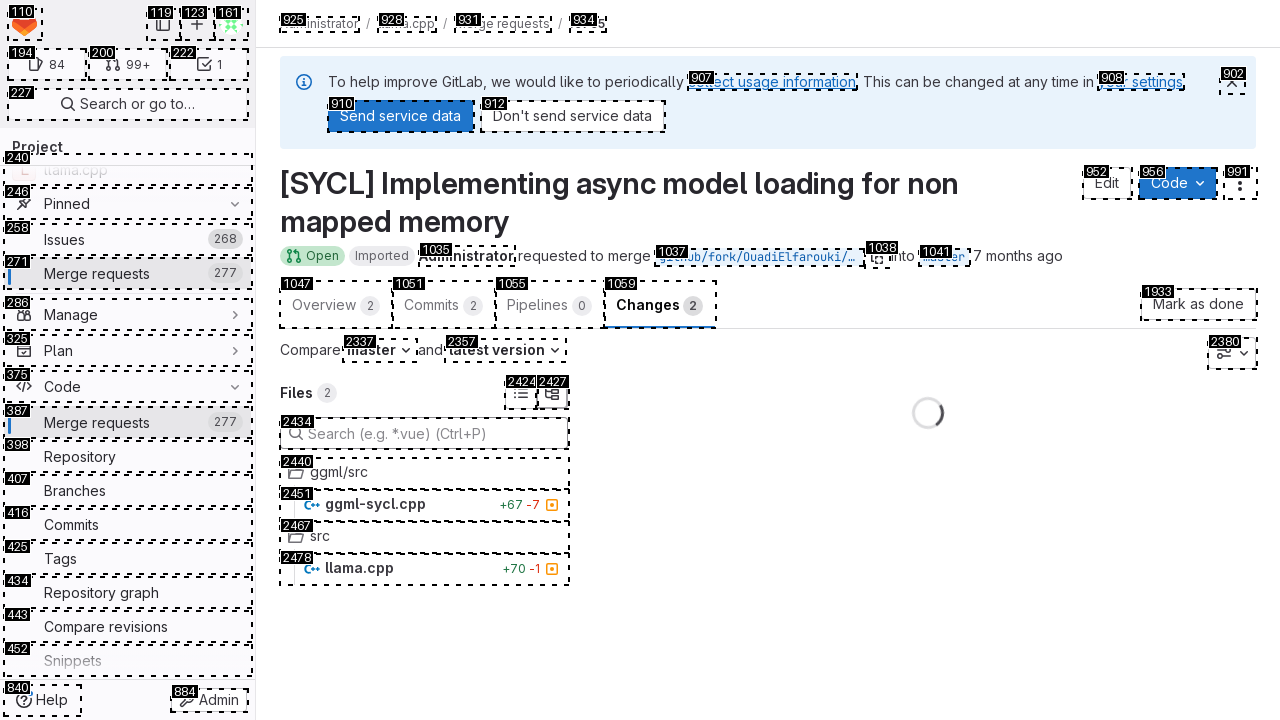 110
119
123
161
194
84
200
99+
222
1
227
Search or go to…
Project
240
llama.cpp
246
Pinned
258
Issues
268
271
Merge requests
277
286
Manage
325
Plan
375
Code
387
Merge requests
277
398
Repository
407
Branches
416
Commits
425
Tags
434
Repository graph
443
Compare revisions
452
Snippets
840
Help
884
Admin
925
/
928
/
931
/
934
To help improve GitLab, we would like to periodically
907
collect usage information. This can be changed at any time in
908
your settings.
902
910
Send service data
912
Don't send service data
[SYCL] Implementing async model loading for non
mapped memory
952
Edit
956
Code
991
Open
Imported
1035
Administrator requested to merge
1037
github/fork/OuadiElfarouki/…
1038
into
1041
master
7 months ago
1047
Overview 2
1051
Commits 2
1055
Pipelines 0
1059
Changes 2
1933
Mark as done
Compare
2337
master
and
2357
latest version
2380
Files 2
2424
2427
2434
Search (e.g. *.vue) (Ctrl+P)
2440
ggml/src
2451
ggml-sycl.cpp
+67 -7
2467
src
2478
llama.cpp
+70 -1